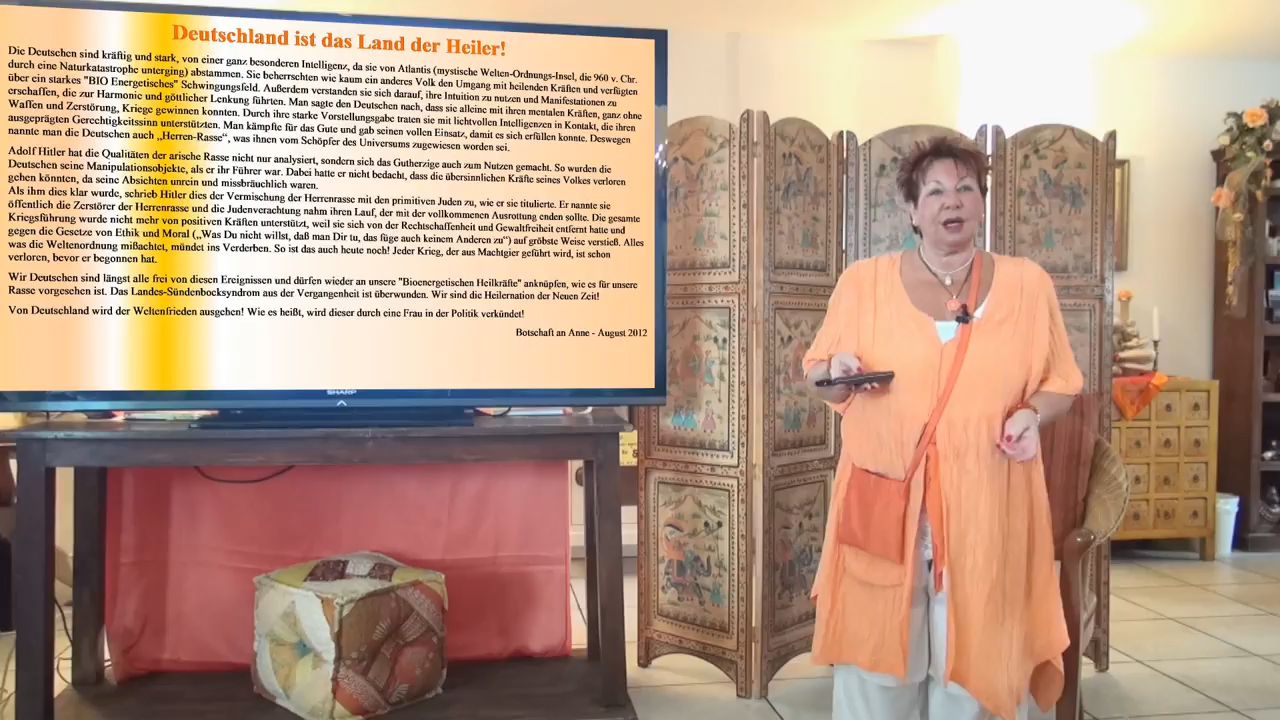 Deutschland ist das Land der Heiler!
Die Deutschen sind kräftig und stark, von einer ganz besonderen Intelligenz, da sie von Atlantis (mystische Welten-Ordnungs-Insel, die 960 v. Chr.
durch eine Naturkatastrophe unterging) abstammen. Sie beherrschten wie kaum ein anderes Volk den Umgang mit heilenden Kräften und verfügten
über ein starkes "BIO Energetisches" Schwingungsfeld. Außerdem verstanden sie sich darauf, ihre Intuition zu nutzen und Manifestationen zu
erschaffen, die zur Harmonie und göttlicher Lenkung führten. Man sagte den Deutschen nach, dass sie alleine mit ihren mentalen Kräften, ganz ohne
Waffen und Zerstörung, Kriege gewinnen konnten. Durch ihre starke Vorstellungsgabe traten sie mit lichtvollen Intelligenzen in Kontakt, die ihren
ausgeprägten Gerechtigkeitssinn unterstützten. Man kämpfte für das Gute und gab seinen vollen Einsatz, damit es sich erfüllen konnte. Deswegen
nannte man die Deutschen auch „Herren-Rasse“, was ihnen vom Schöpfer des Universums zugewiesen worden sei.
Adolf Hitler hat die Qualitäten der arische Rasse nicht nur analysiert, sondern sich das Gutherzige auch zum Nutzen gemacht. So wurden die
Deutschen seine Manipulationsobjekte, als er ihr Führer war. Dabei hatte er nicht bedacht, dass die übersinnlichen Kräfte seines Volkes verloren
gehen könnten, da seine Absichten unrein und missbräuchlich waren.
Als ihm dies klar wurde, schrieb Hitler dies der Vermischung der Herrenrasse mit den primitiven Juden zu, wie er sie titulierte. Er nannte sie
öffentlich die Zerstörer der Herrenrasse und die Judenverachtung nahm ihren Lauf, der mit der vollkommenen Ausrottung enden sollte. Die gesamte
Kriegsführung wurde nicht mehr von positiven Kräften unterstützt, weil sie sich von der Rechtschaffenheit und Gewaltfreiheit entfernt hatte und
gegen die Gesetze von Ethik und Moral („Was Du nicht willst, daß man Dir tu, das füge auch keinem Anderen zu“) auf gröbste Weise verstieß. Alles
was die Weltenordnung mißachtet, mündet ins Verderben. So ist das auch heute noch! Jeder Krieg, der aus Machtgier geführt wird, ist schon
verloren, bevor er begonnen hat.
Wir Deutschen sind längst alle frei von diesen Ereignissen und dürfen wieder an unsere "Bioenergetischen Heilkräfte" anknüpfen, wie es für unsere
Rasse vorgesehen ist. Das Landes-Sündenbocksyndrom aus der Vergangenheit ist überwunden. Wir sind die Heilernation der Neuen Zeit!
Von Deutschland wird der Weltenfrieden ausgehen! Wie es heißt, wird dieser durch eine Frau in der Politik verkündet!
Botschaft an Anne - August 2012
SHARP